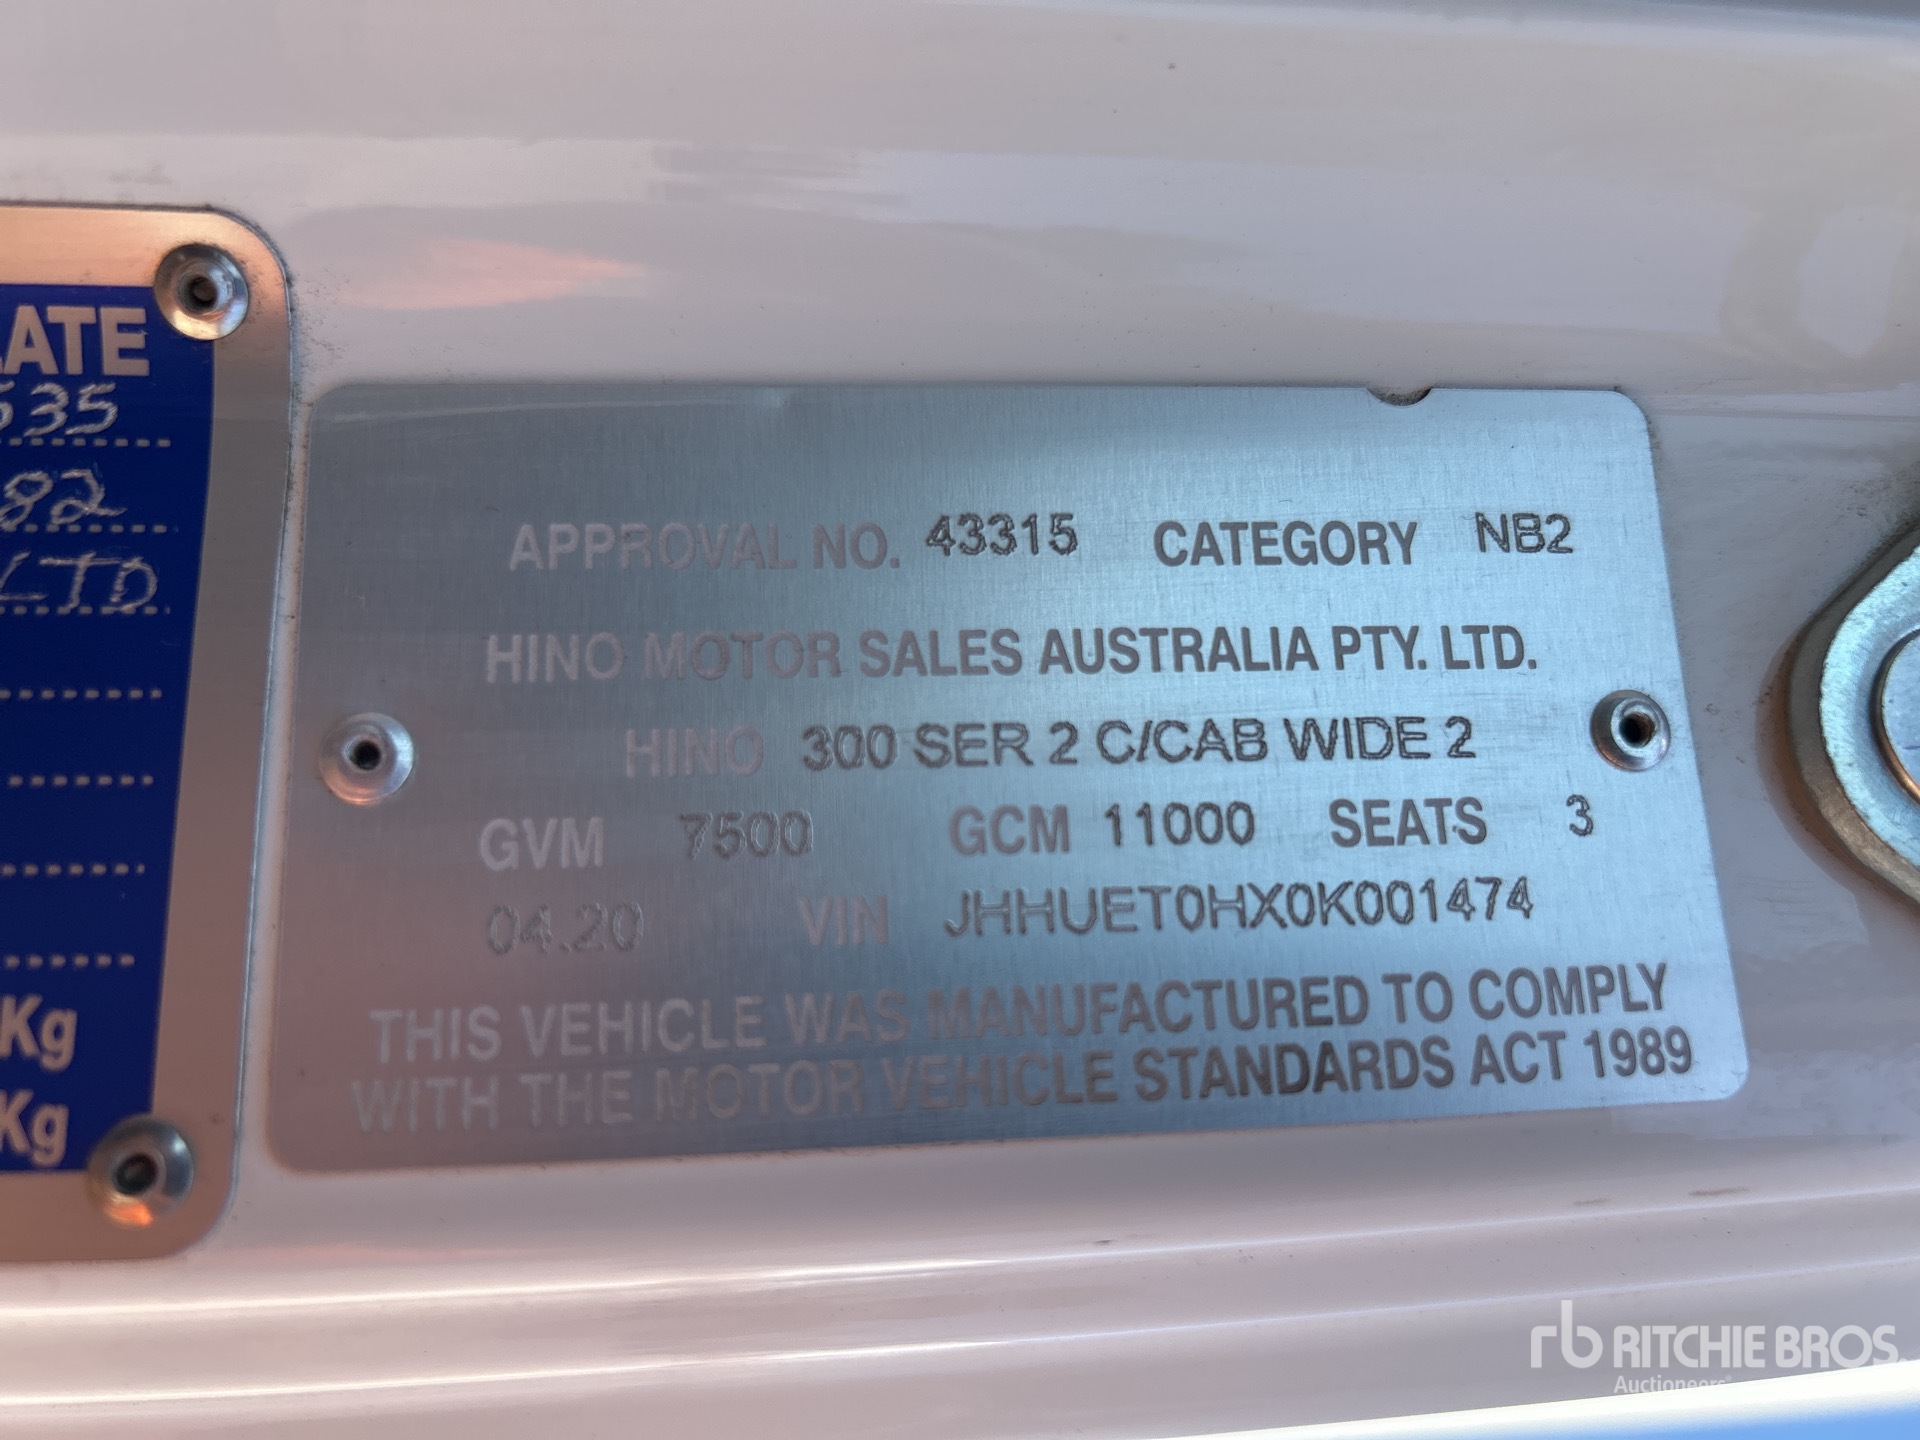 ATE
535
82
LTD
Kg
Kg
APPROVAL NO. 43315 CATEGORY NB2
HINO MOTOR SALES AUSTRALIA PTY. LTD.
HINO 300 SER 2 C/CAB WIDE 2
GVM 7500 GCM 11000 SEATS 3
04.20 VIN JHHUET0HX0K001474
THIS VEHICLE WAS MANUFACTURED TO COMPLY
WITH THE MOTOR VEHICLE STANDARDS ACT 1989
rb RITCHIE BROS.
Auctioneers